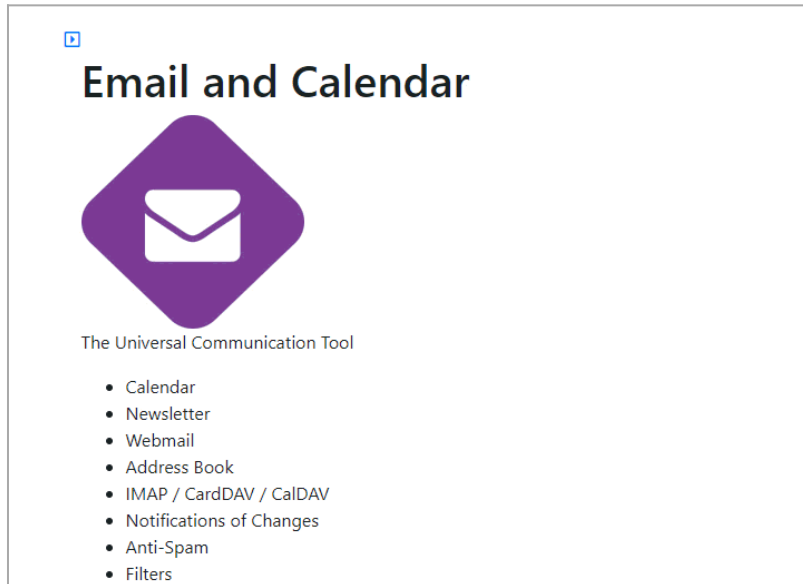 Email and Calendar
The Universal Communication Tool
Calendar
Newsletter
Webmail
Address Book
IMAP / CardDAV / CalDAV
Notifications of Changes
Anti-Spam
Filters